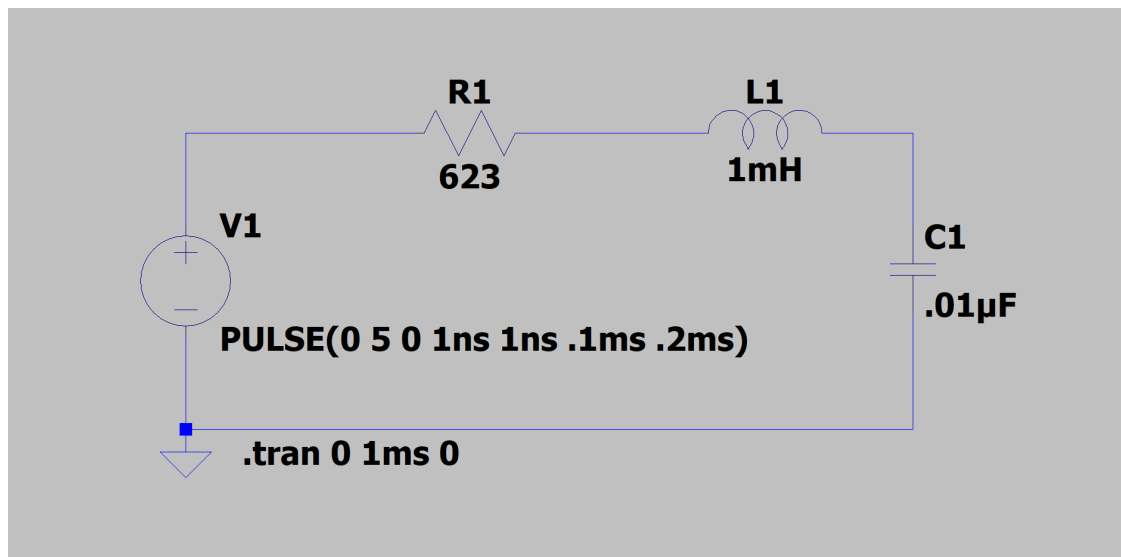 R1
L1
623
1mH
V1
C1
.01µF
PULSE(0 5 0 1ns 1ns .1ms .2ms)
.tran 0 1ms 0